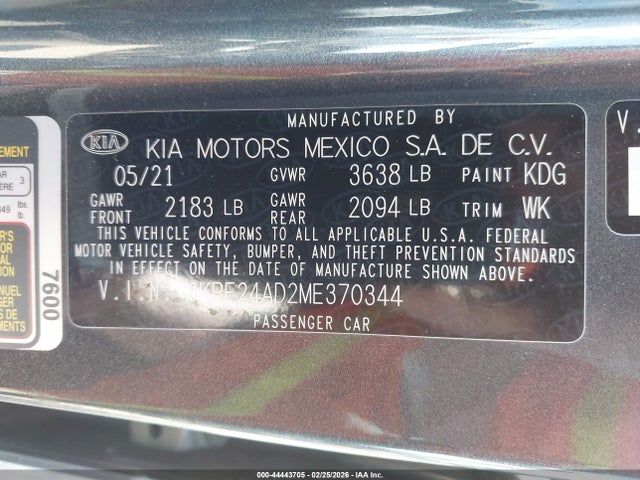 MANUFACTURED BY
KIA KIA MOTORS MEXICO S.A. DE C.V.
05/21 GVWR 3638 LB PAINT KDG
GAWR FRONT 2183 LB GAWR REAR 2094 LB TRIM WK
THIS VEHICLE CONFORMS TO ALL APPLICABLE U.S.A. FEDERAL
MOTOR VEHICLE SAFETY, BUMPER, AND THEFT PREVENTION STANDARDS
IN EFFECT ON THE DATE OF MANUFACTURE SHOWN ABOVE.
V.I.N. 24AD2ME370344
PASSENGER CAR
7600
000-44443705 - 02/25/2026 - IAA Inc.